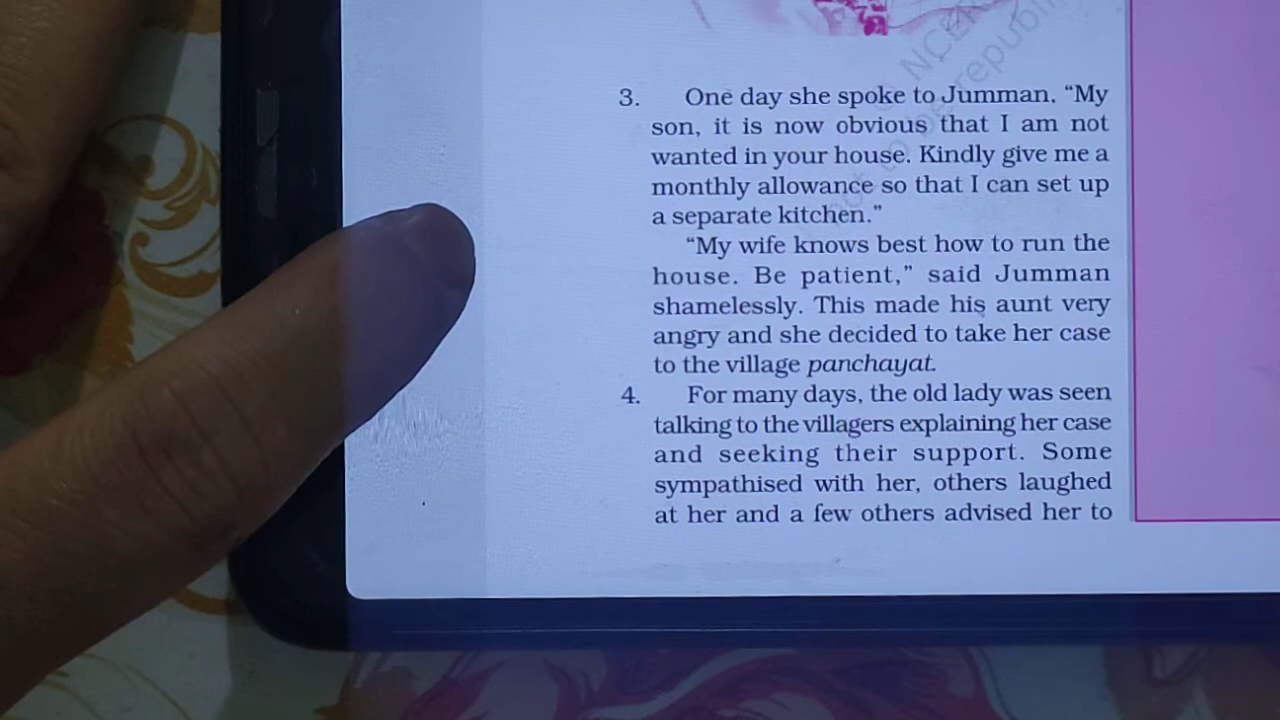 © NCER
not to be republi
3. One day she spoke to Jumman, “My
son, it is now obvious that I am not
wanted in your house. Kindly give me a
monthly allowance so that I can set up
a separate kitchen.”
“My wife knows best how to run the
house. Be patient,” said Jumman
shamelessly. This made his aunt very
angry and she decided to take her case
to the village panchayat.
4. For many days, the old lady was seen
talking to the villagers explaining her case
and seeking their support. Some
sympathised with her, others laughed
at her and a few others advised her to